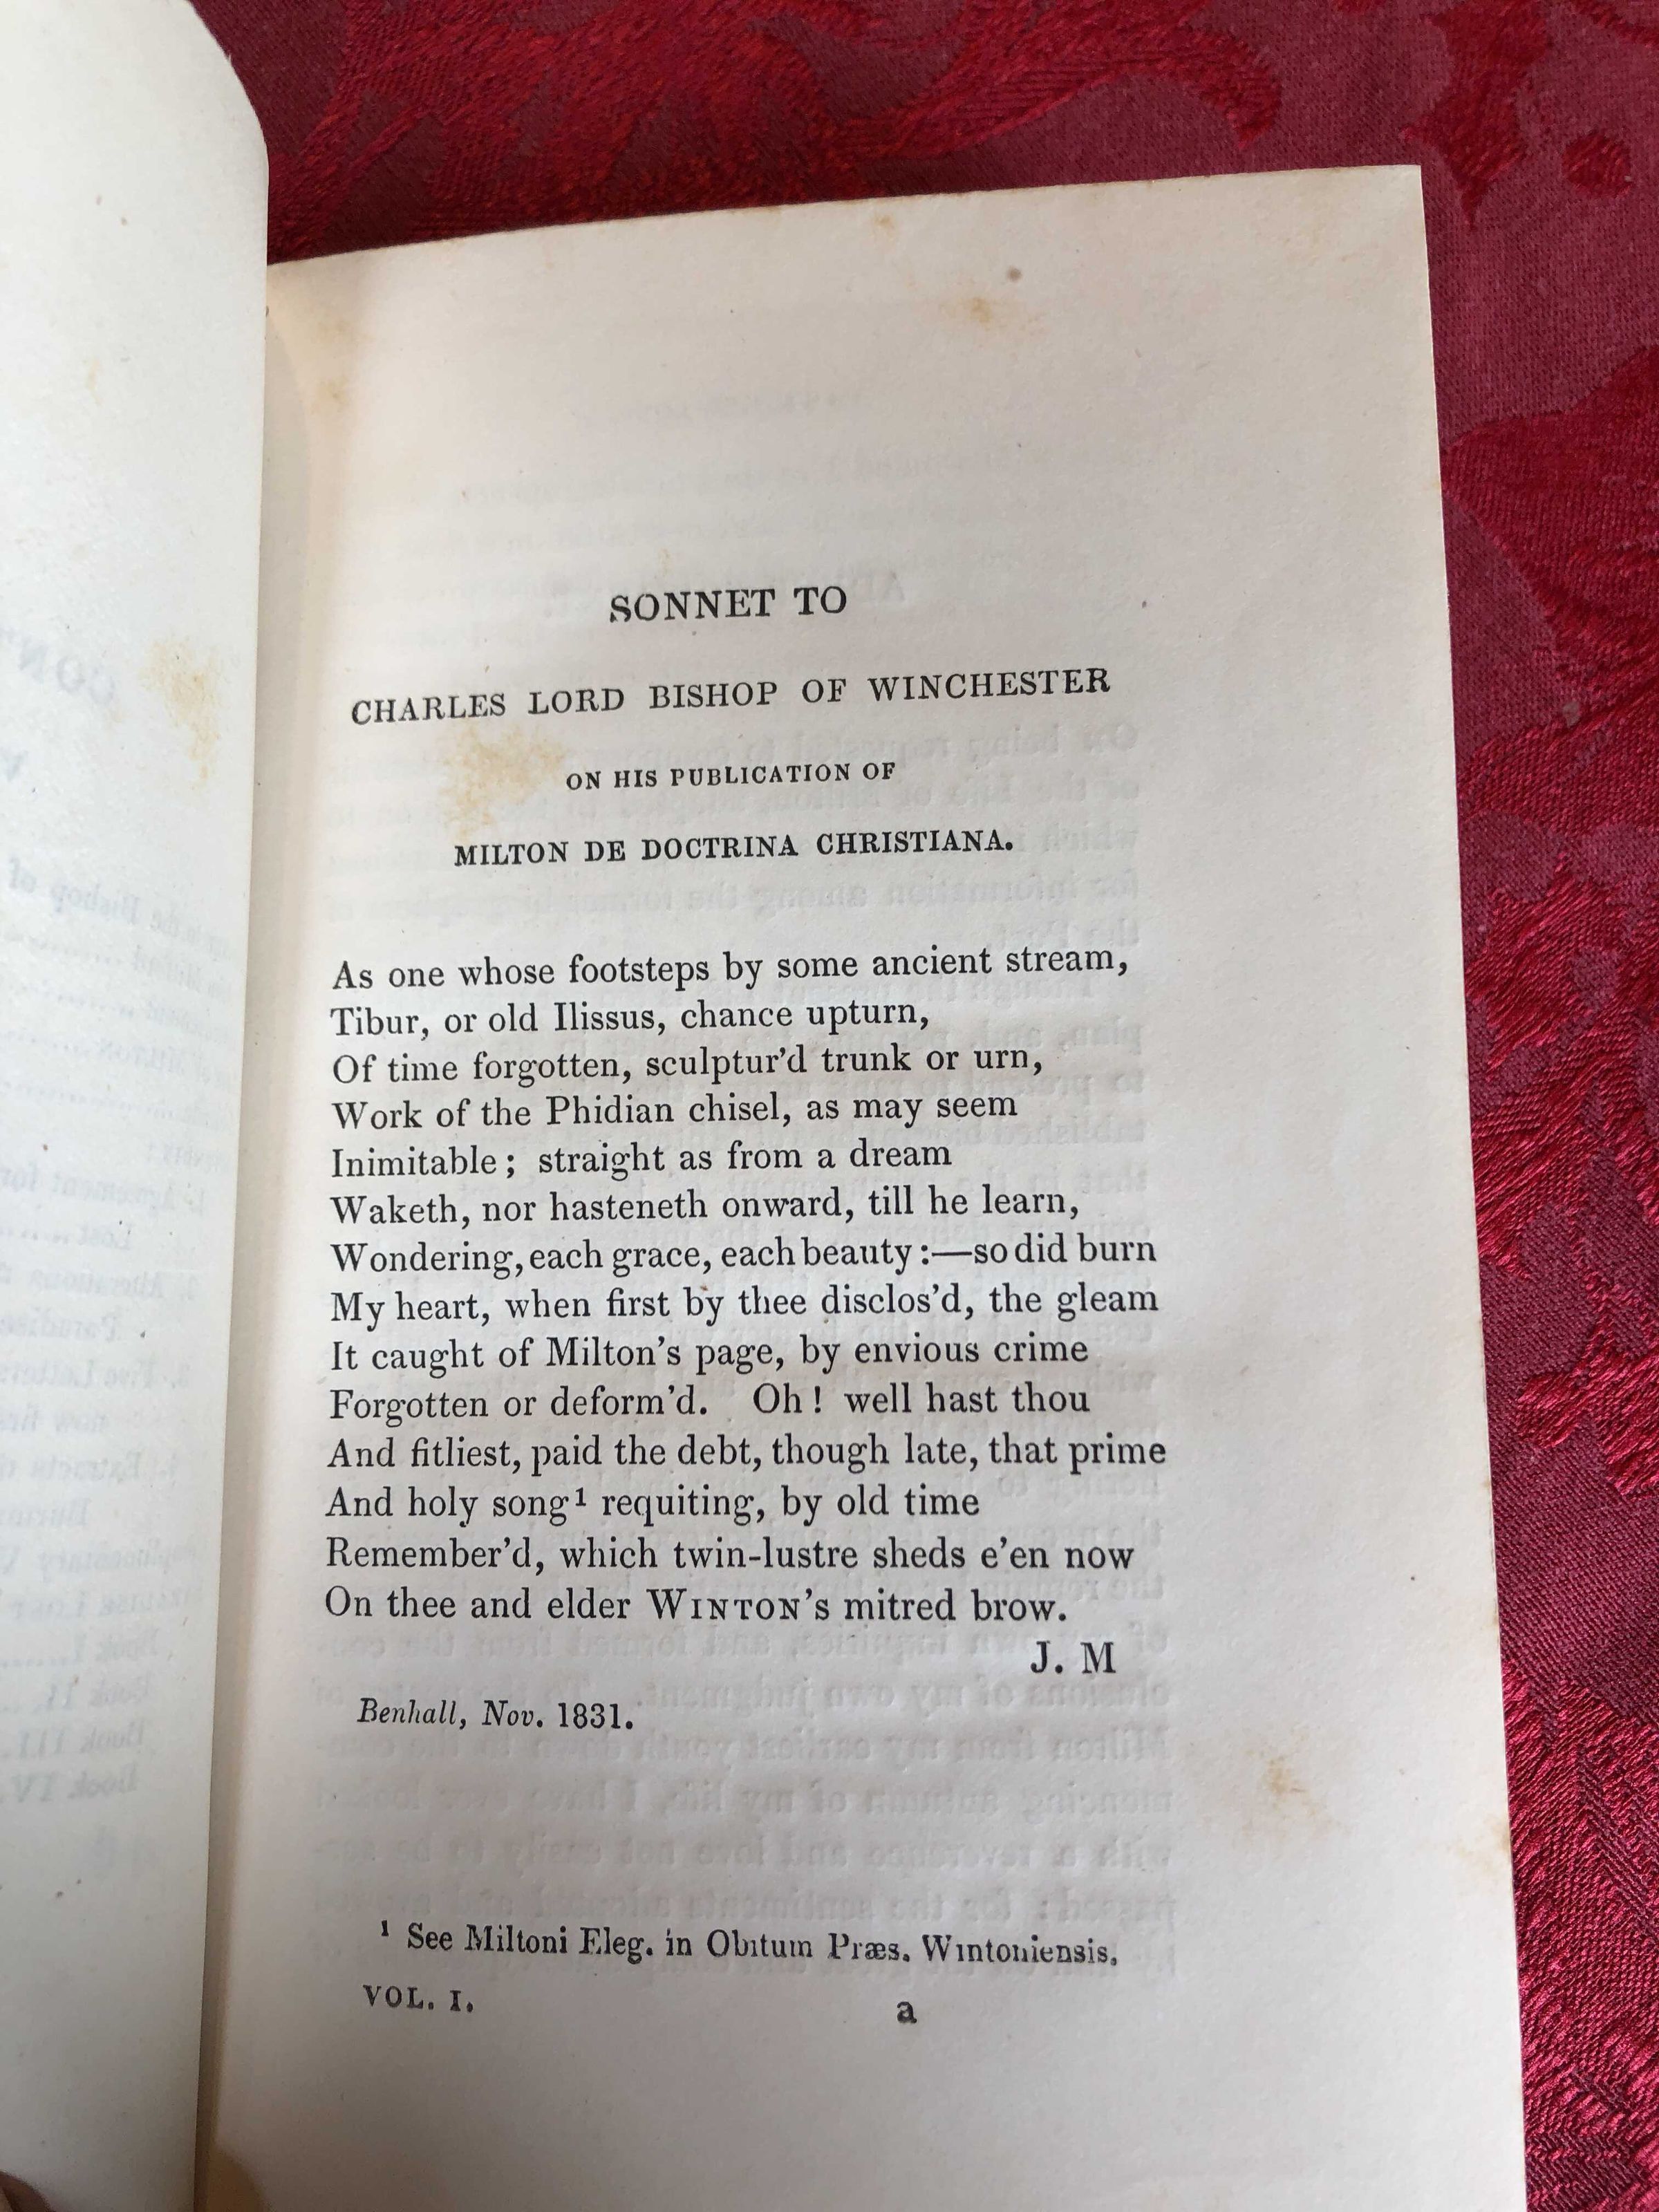 SONNET TO
CHARLES LORD BISHOP OF WINCHESTER
ON HIS PUBLICATION OF
MILTON DE DOCTRINA CHRISTIANA.
As one whose footsteps by some ancient stream,
Tibur, or old Ilissus, chance upturn,
Of time forgotten, sculptur'd trunk or urn,
Work of the Phidian chisel, as may seem
Inimitable; straight as from a dream
Waketh, nor hasteneth onward, till he learn,
Wondering, each grace, each beauty:—so did burn
My heart, when first by thee disclos'd, the gleam
It caught of Milton's page, by envious crime
Forgotten or deform'd. Oh! well hast thou
And fitliest, paid the debt, though late, that prime
And holy song¹ requiting, by old time
Remember'd, which twin-lustre sheds e'en now
On thee and elder WINTON's mitred brow.
J. M
Benhall, Nov. 1831.
¹ See Miltoni Eleg. in Obitum Præs. Wintoniensis.
VOL. I. a